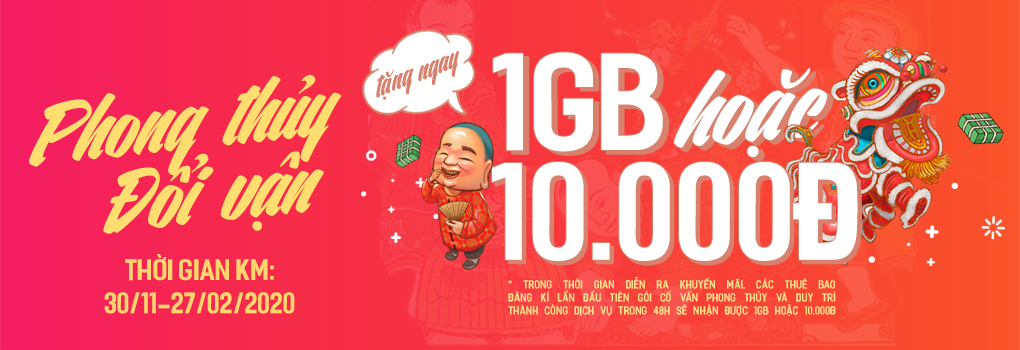 Phong thủy
Đổi vận
THỜI GIAN KM:
30/11-27/02/2020
tặng ngay
1GB hoặc
10.000Đ
* TRONG THỜI GIAN DIỄN RA KHUYẾN MÃI, CÁC THUÊ BAO
ĐĂNG KÍ LẦN ĐẦU TIÊN GÓI CỐ VẤN PHONG THỦY VÀ DUY TRÌ
THÀNH CÔNG DỊCH VỤ TRONG 48H SẼ NHẬN ĐƯỢC 1GB HOẶC 10.000Đ